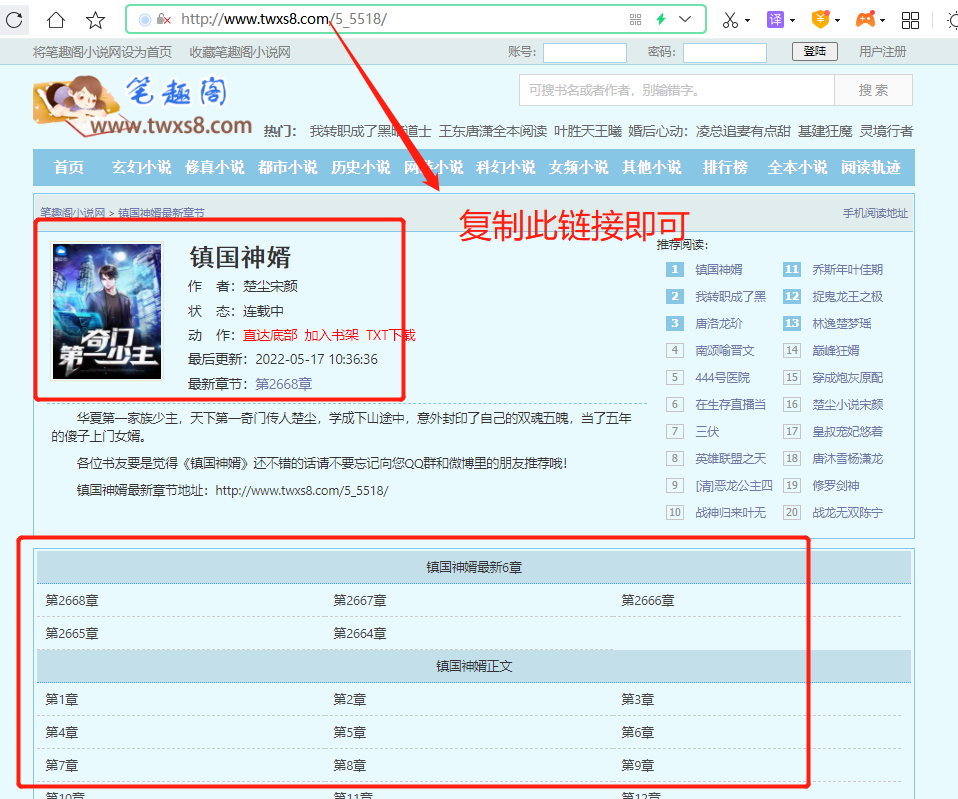 http://www.twxs8.com/5_5518/
译
将笔趣阁小说网设为首页 收藏笔趣阁小说网 账号： 密码： 登陆 用户注册
笔趣阁
www.twxs8.com
可搜书名或者作者，别输错字。 搜 索
热门： 我转职成了黑暗道士 王东唐潇全本阅读 叶胜天王曦 婚后心动：凌总追妻有点甜 基建狂魔 灵境行者
首页 玄幻小说 修真小说 都市小说 历史小说 网游小说 科幻小说 女频小说 其他小说 排行榜 全本小说 阅读轨迹
笔趣阁小说网 > 镇国神婿最新章节 手机阅读地址
复制此链接即可
奇门
第一少主
镇国神婿
作 者：楚尘宋颜
状 态：连载中
动 作：直达底部 加入书架 TXT下载
最后更新：2022-05-17 10:36:36
最新章节：第2668章
华夏第一家族少主，天下第一奇门传人楚尘，学成下山途中，意外封印了自己的双魂五魄，当了五年
的傻子上门女婿。
各位书友要是觉得《镇国神婿》还不错的话请不要忘记向您QQ群和微博里的朋友推荐哦！
镇国神婿最新章节地址：http://www.twxs8.com/5_5518/
推荐阅读：
1 镇国神婿 11 乔斯年叶佳期
2 我转职成了黑 12 捉鬼龙王之极
3 唐洛龙玠 13 林逸楚梦瑶
4 南颂喻晋文 14 巅峰狂婿
5 444号医院 15 穿成炮灰原配
6 在生存直播当 16 楚尘小说宋颜
7 三伏 17 皇叔宠妃悠着
8 英雄联盟之天 18 唐沐雪杨潇龙
9 [清]恶龙公主四 19 修罗剑神
10 战神归来叶无 20 战龙无双陈宁
镇国神婿最新6章
第2668章 第2667章 第2666章
第2665章 第2664章
镇国神婿正文
第1章 第2章 第3章
第4章 第5章 第6章
第7章 第8章 第9章
第10章 第11章 第12章